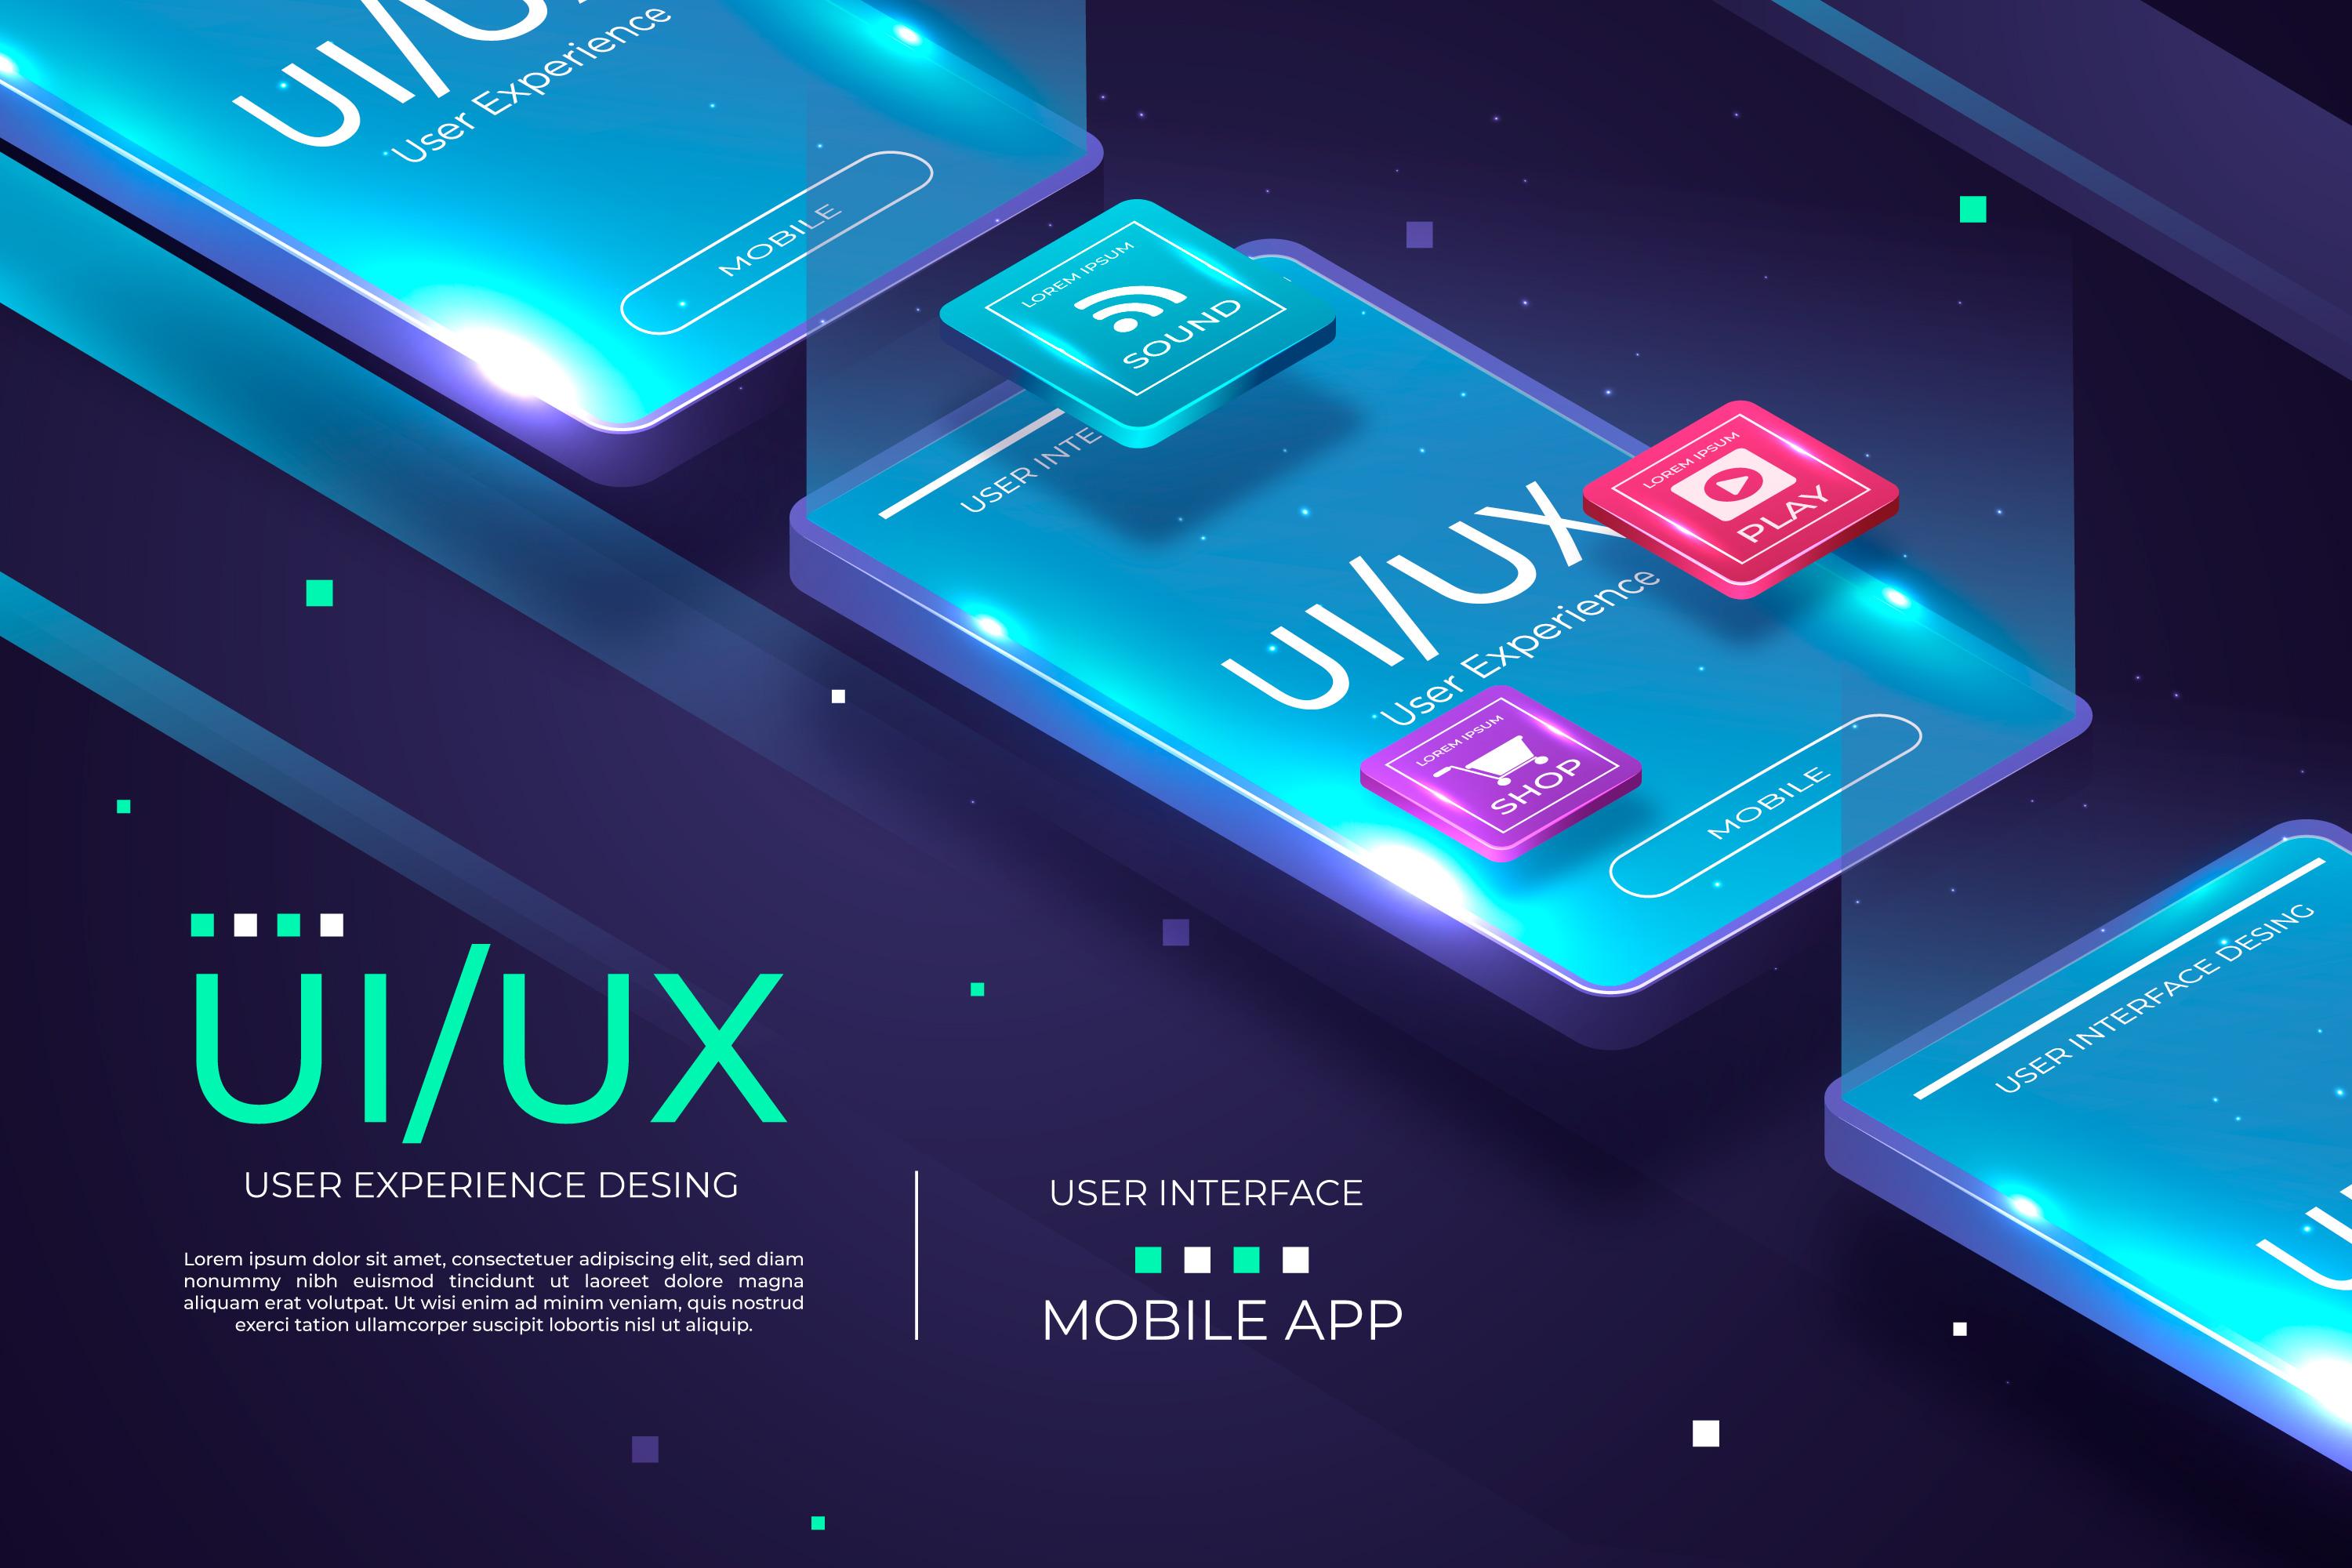 UI/U
User Experience
MOBILE
LOREM IPSUM
SOUND
USER INTE
UI/UX
User Experience
LOREM IPSUM
PLAY
LOREM IPSUM
SHOP
MOBILE
USER INTERFACE DESING
U
UI/UX
USER EXPERIENCE DESING
Lorem ipsum dolor sit amet, consectetuer adipiscing elit, sed diam
nonummy nibh euismod tincidunt ut laoreet dolore magna
aliquam erat volutpat. Ut wisi enim ad minim veniam, quis nostrud
exerci tation ullamcorper suscipit lobortis nisl ut aliquip.
USER INTERFACE
MOBILE APP